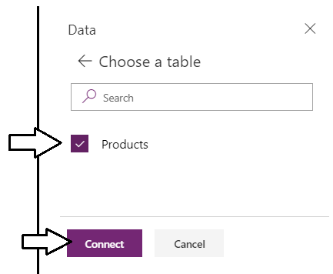 Data
Choose a table
Search
Products
Connect Cancel